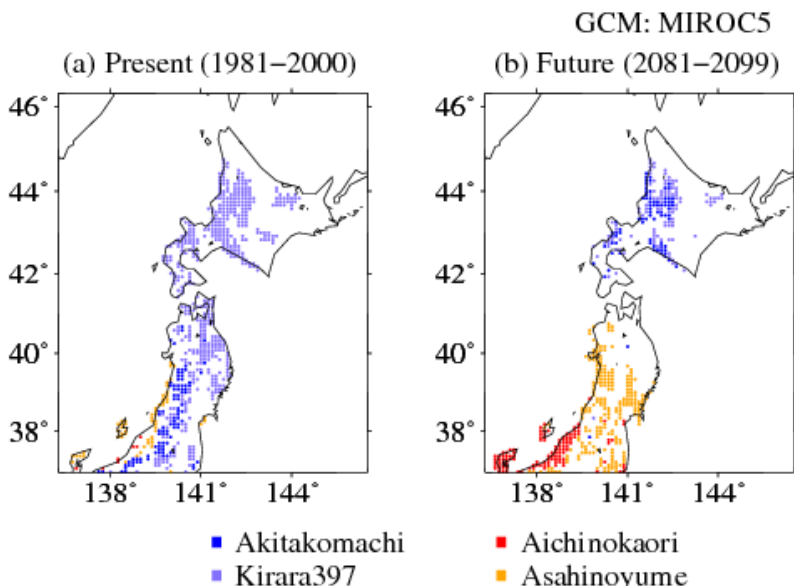 GCM: MIROC5
(a) Present (1981−2000)
(b) Future (2081−2099)
46°
44°
42°
40°
38°
138°
141°
144°
46°
44°
42°
40°
38°
138°
141°
144°
Akitakomachi
Kirara397
Aichinokaori
Asahinoyume